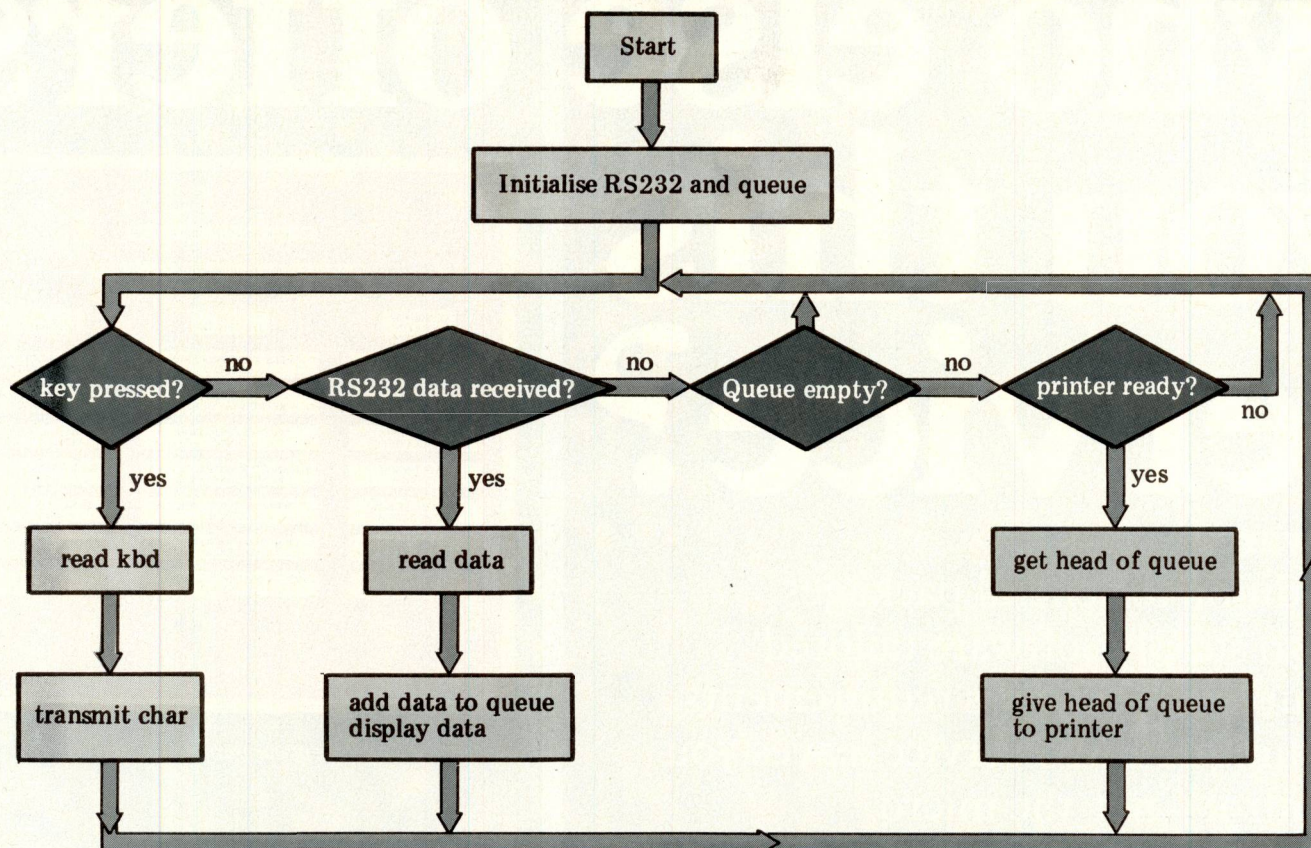 Start
Initialise RS232 and queue
key pressed?
no
RS232 data received?
no
Queue empty?
no
printer ready?
no
yes
yes
yes
read kbd
read data
get head of queue
transmit char
add data to queue
display data
give head of queue
to printer